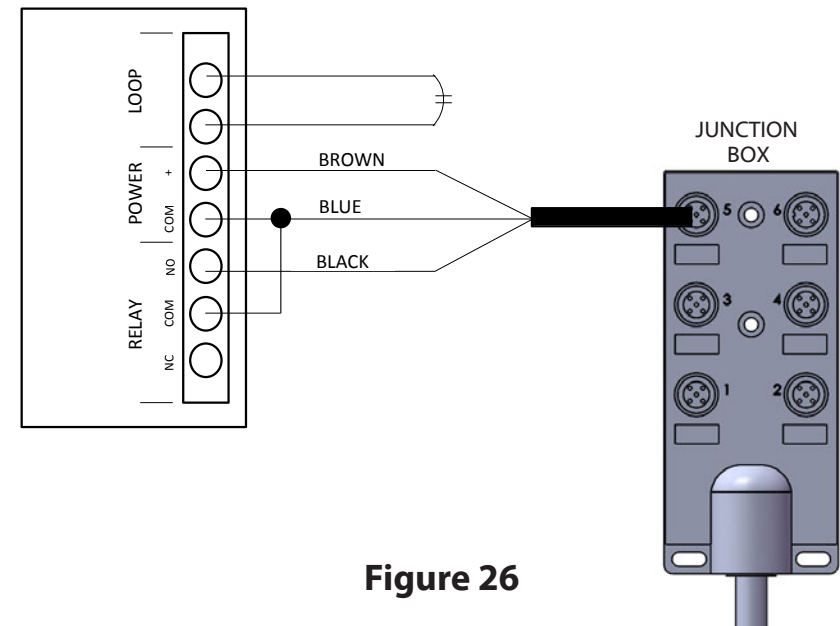 LOOP
POWER
+
COM
RELAY
NO
COM
NC
BROWN
BLUE
BLACK
JUNCTION
BOX
5
6
3
4
1
2
Figure 26